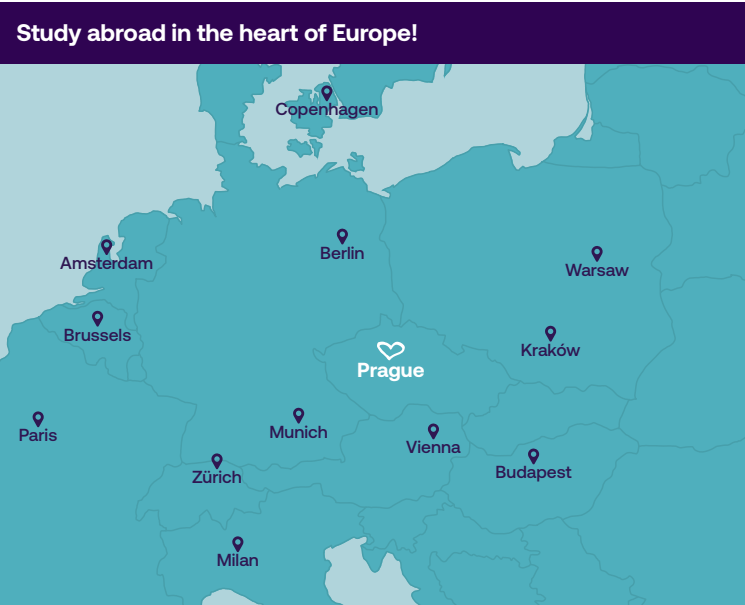 Study abroad in the heart of Europe!
Copenhagen
Berlin
Amsterdam
Warsaw
Brussels
Kraków
Prague
Paris
Munich
Vienna
Zürich
Budapest
Milan